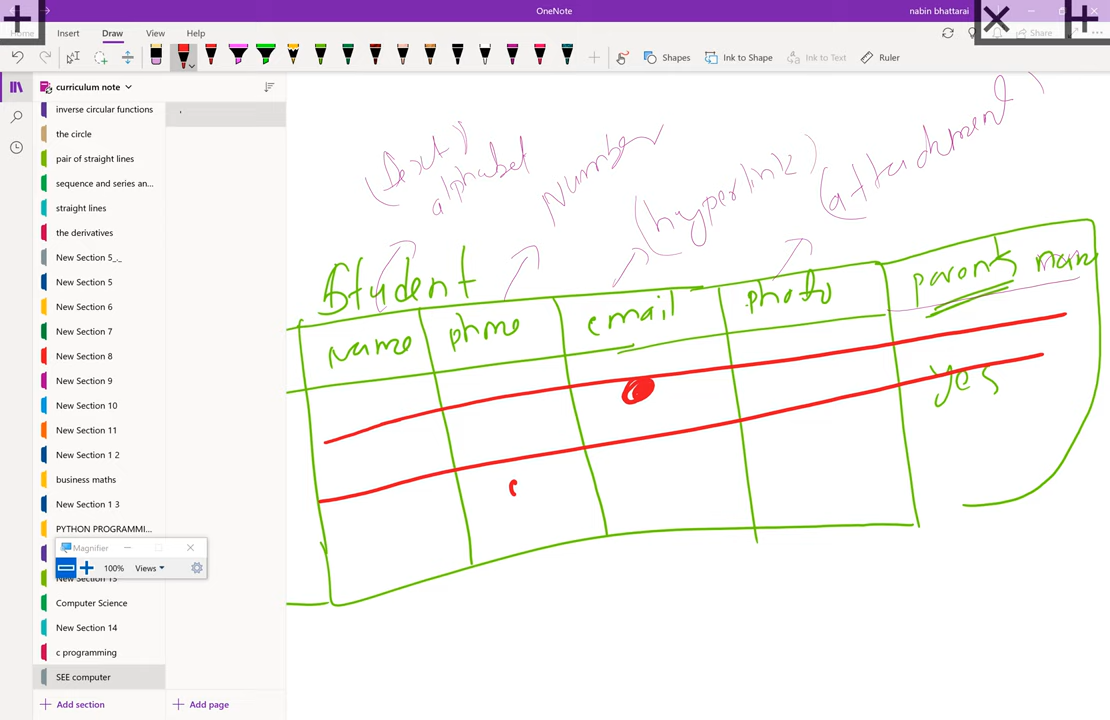 OneNote
nabin bhattarai
Home
Insert
Draw
View
Help
Share
Shapes
Ink to Shape
Ink to Text
Ruler
curriculum note
inverse circular functions
the circle
pair of straight lines
sequence and series an...
straight lines
the derivatives
New Section 5_.
New Section 5
New Section 6
New Section 7
New Section 8
New Section 9
New Section 10
New Section 11
New Section 1 2
business maths
New Section 1 3
PYTHON PROGRAMMI...
Magnifier
100%
Views
New Section 15
Computer Science
New Section 14
c programming
SEE computer
Add section
Add page
(text)
alphabet
Number
(hyperlink)
(attachment)
Student
Name phone email photo parents name
yes